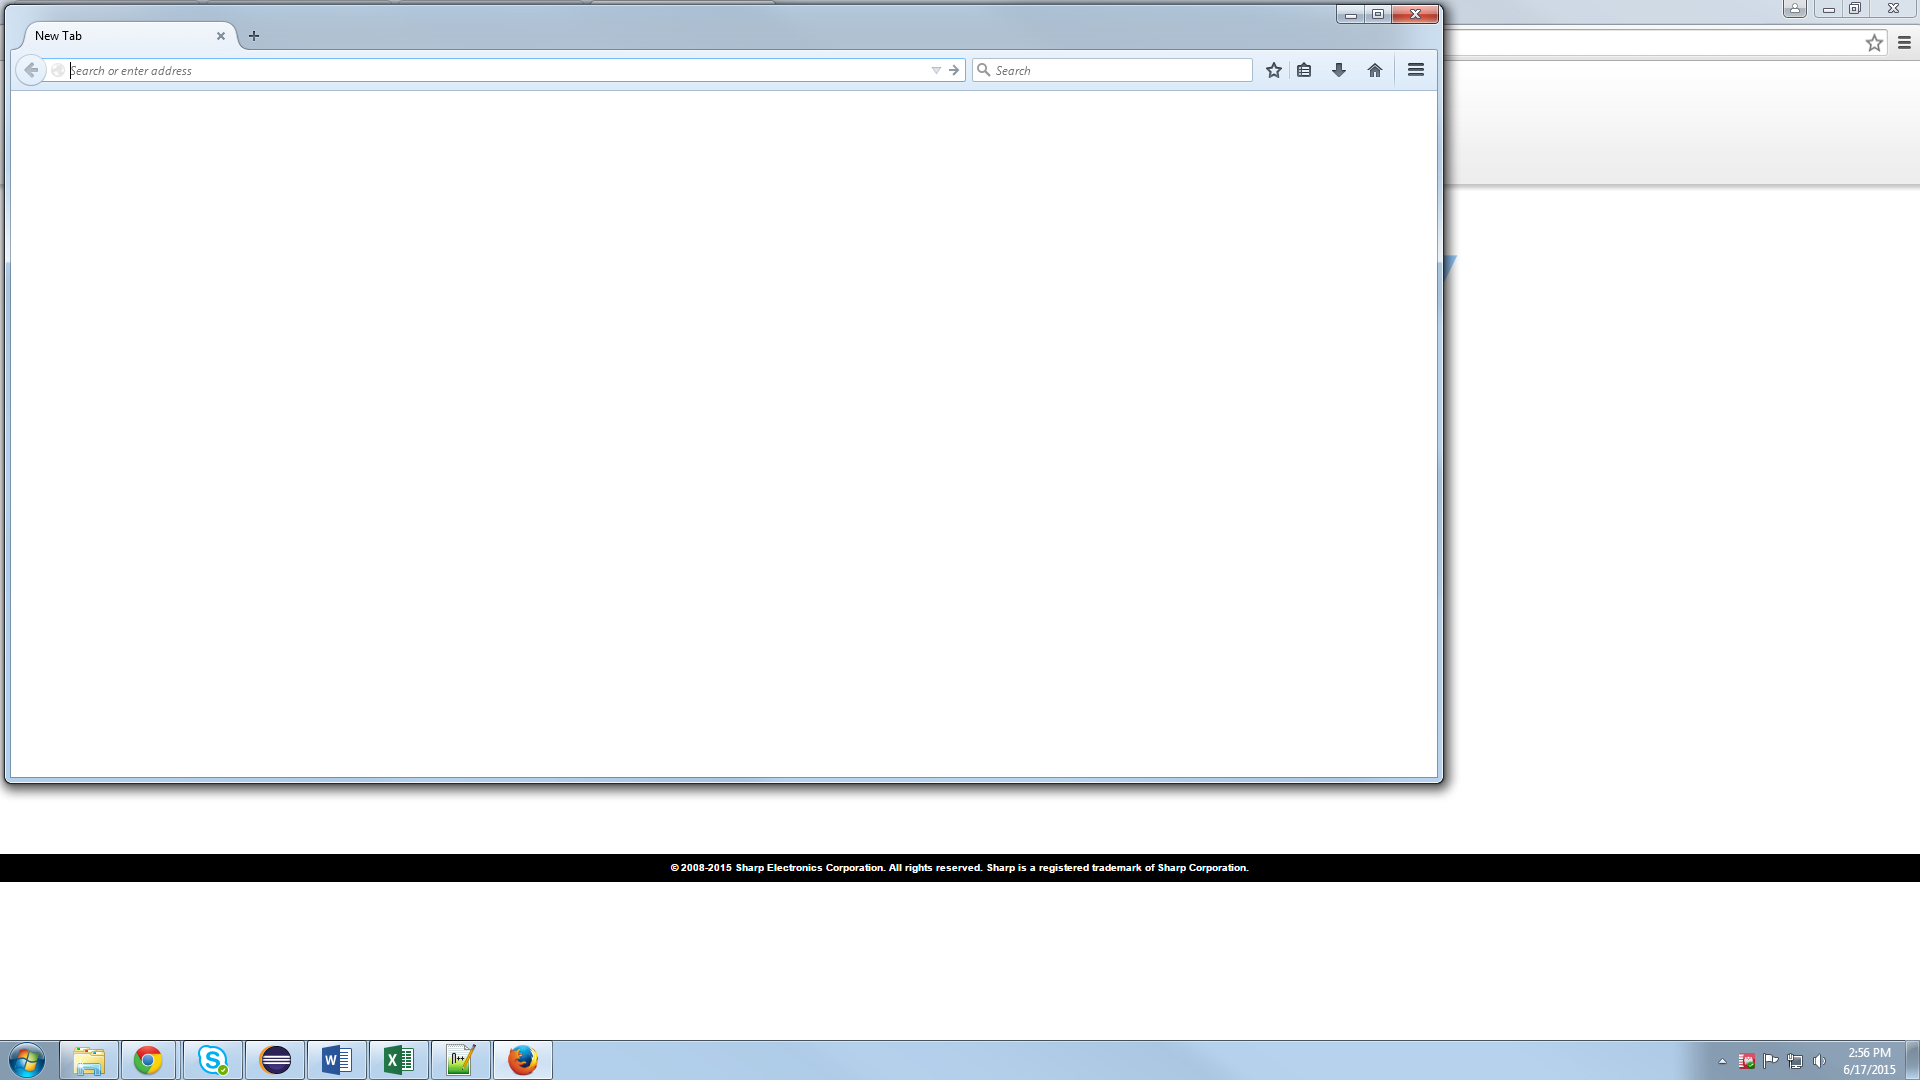 New Tab
Search or enter address
Search
© 2008-2015 Sharp Electronics Corporation. All rights reserved. Sharp is a registered trademark of Sharp Corporation.
2:56 PM
6/17/2015